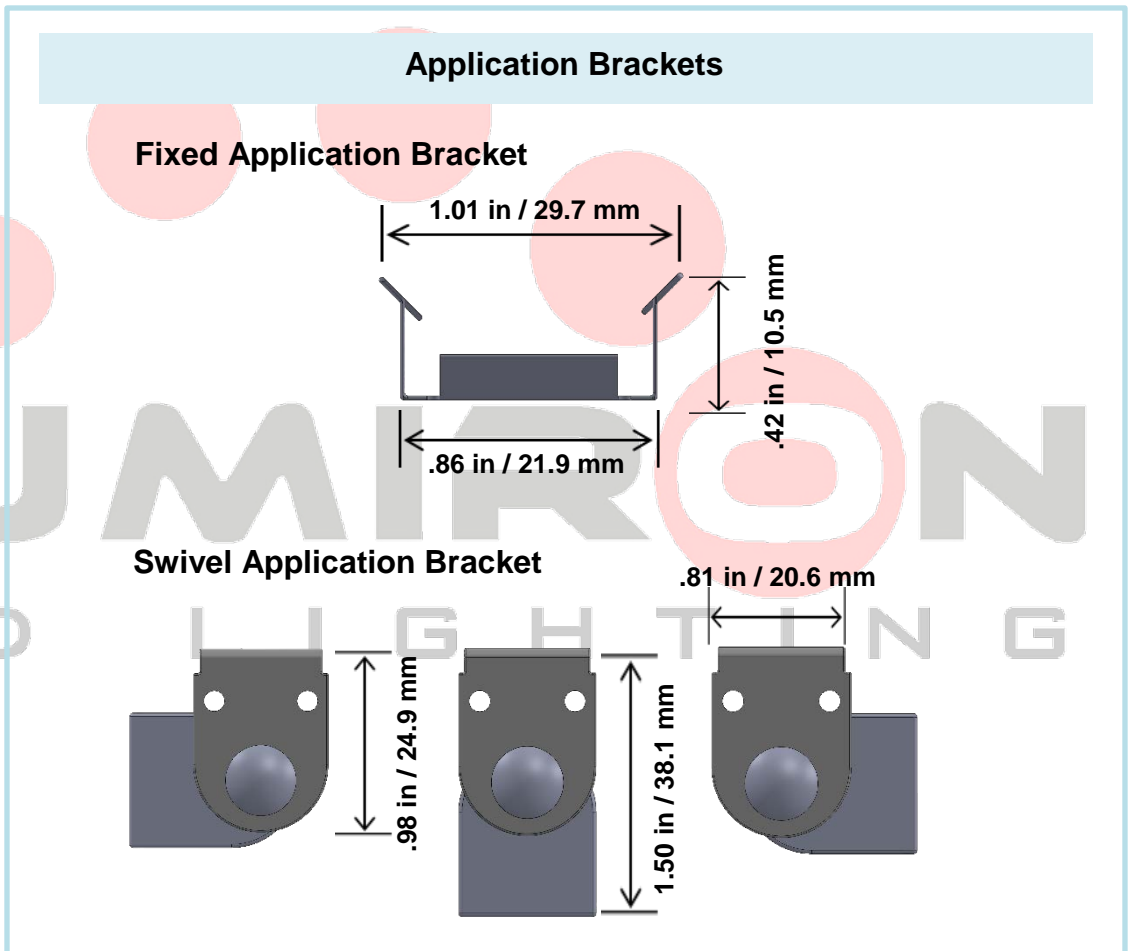 Application Brackets
Fixed Application Bracket
1.01 in / 29.7 mm
.42 in / 10.5 mm
.86 in / 21.9 mm
UMIRON
Swivel Application Bracket
.81 in / 20.6 mm
D LIGHTING
.98 in / 24.9 mm
1.50 in / 38.1 mm